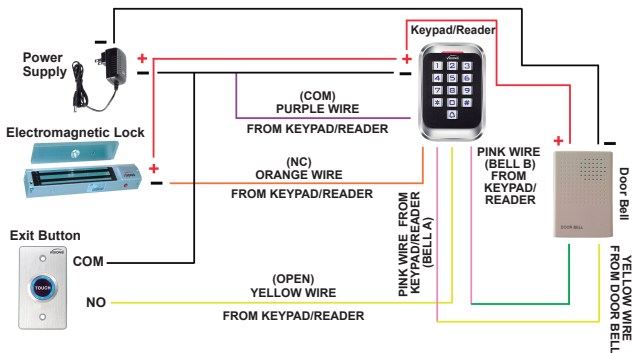 Power
Supply
Keypad/Reader
1 2 3
4 5 6
7 8 9
* 0 #
(COM)
PURPLE WIRE
FROM KEYPAD/READER
Electromagnetic Lock
(NC)
ORANGE WIRE
FROM KEYPAD/READER
PINK WIRE
(BELL B)
FROM
KEYPAD/
READER
Door Bell
DOOR BELL
Exit Button
COM
TOUCH
NO
(OPEN)
YELLOW WIRE
FROM KEYPAD/READER
PINK WIRE FROM
KEYPAD/READER
(BELL A)
YELLOW WIRE
FROM DOOR BELL